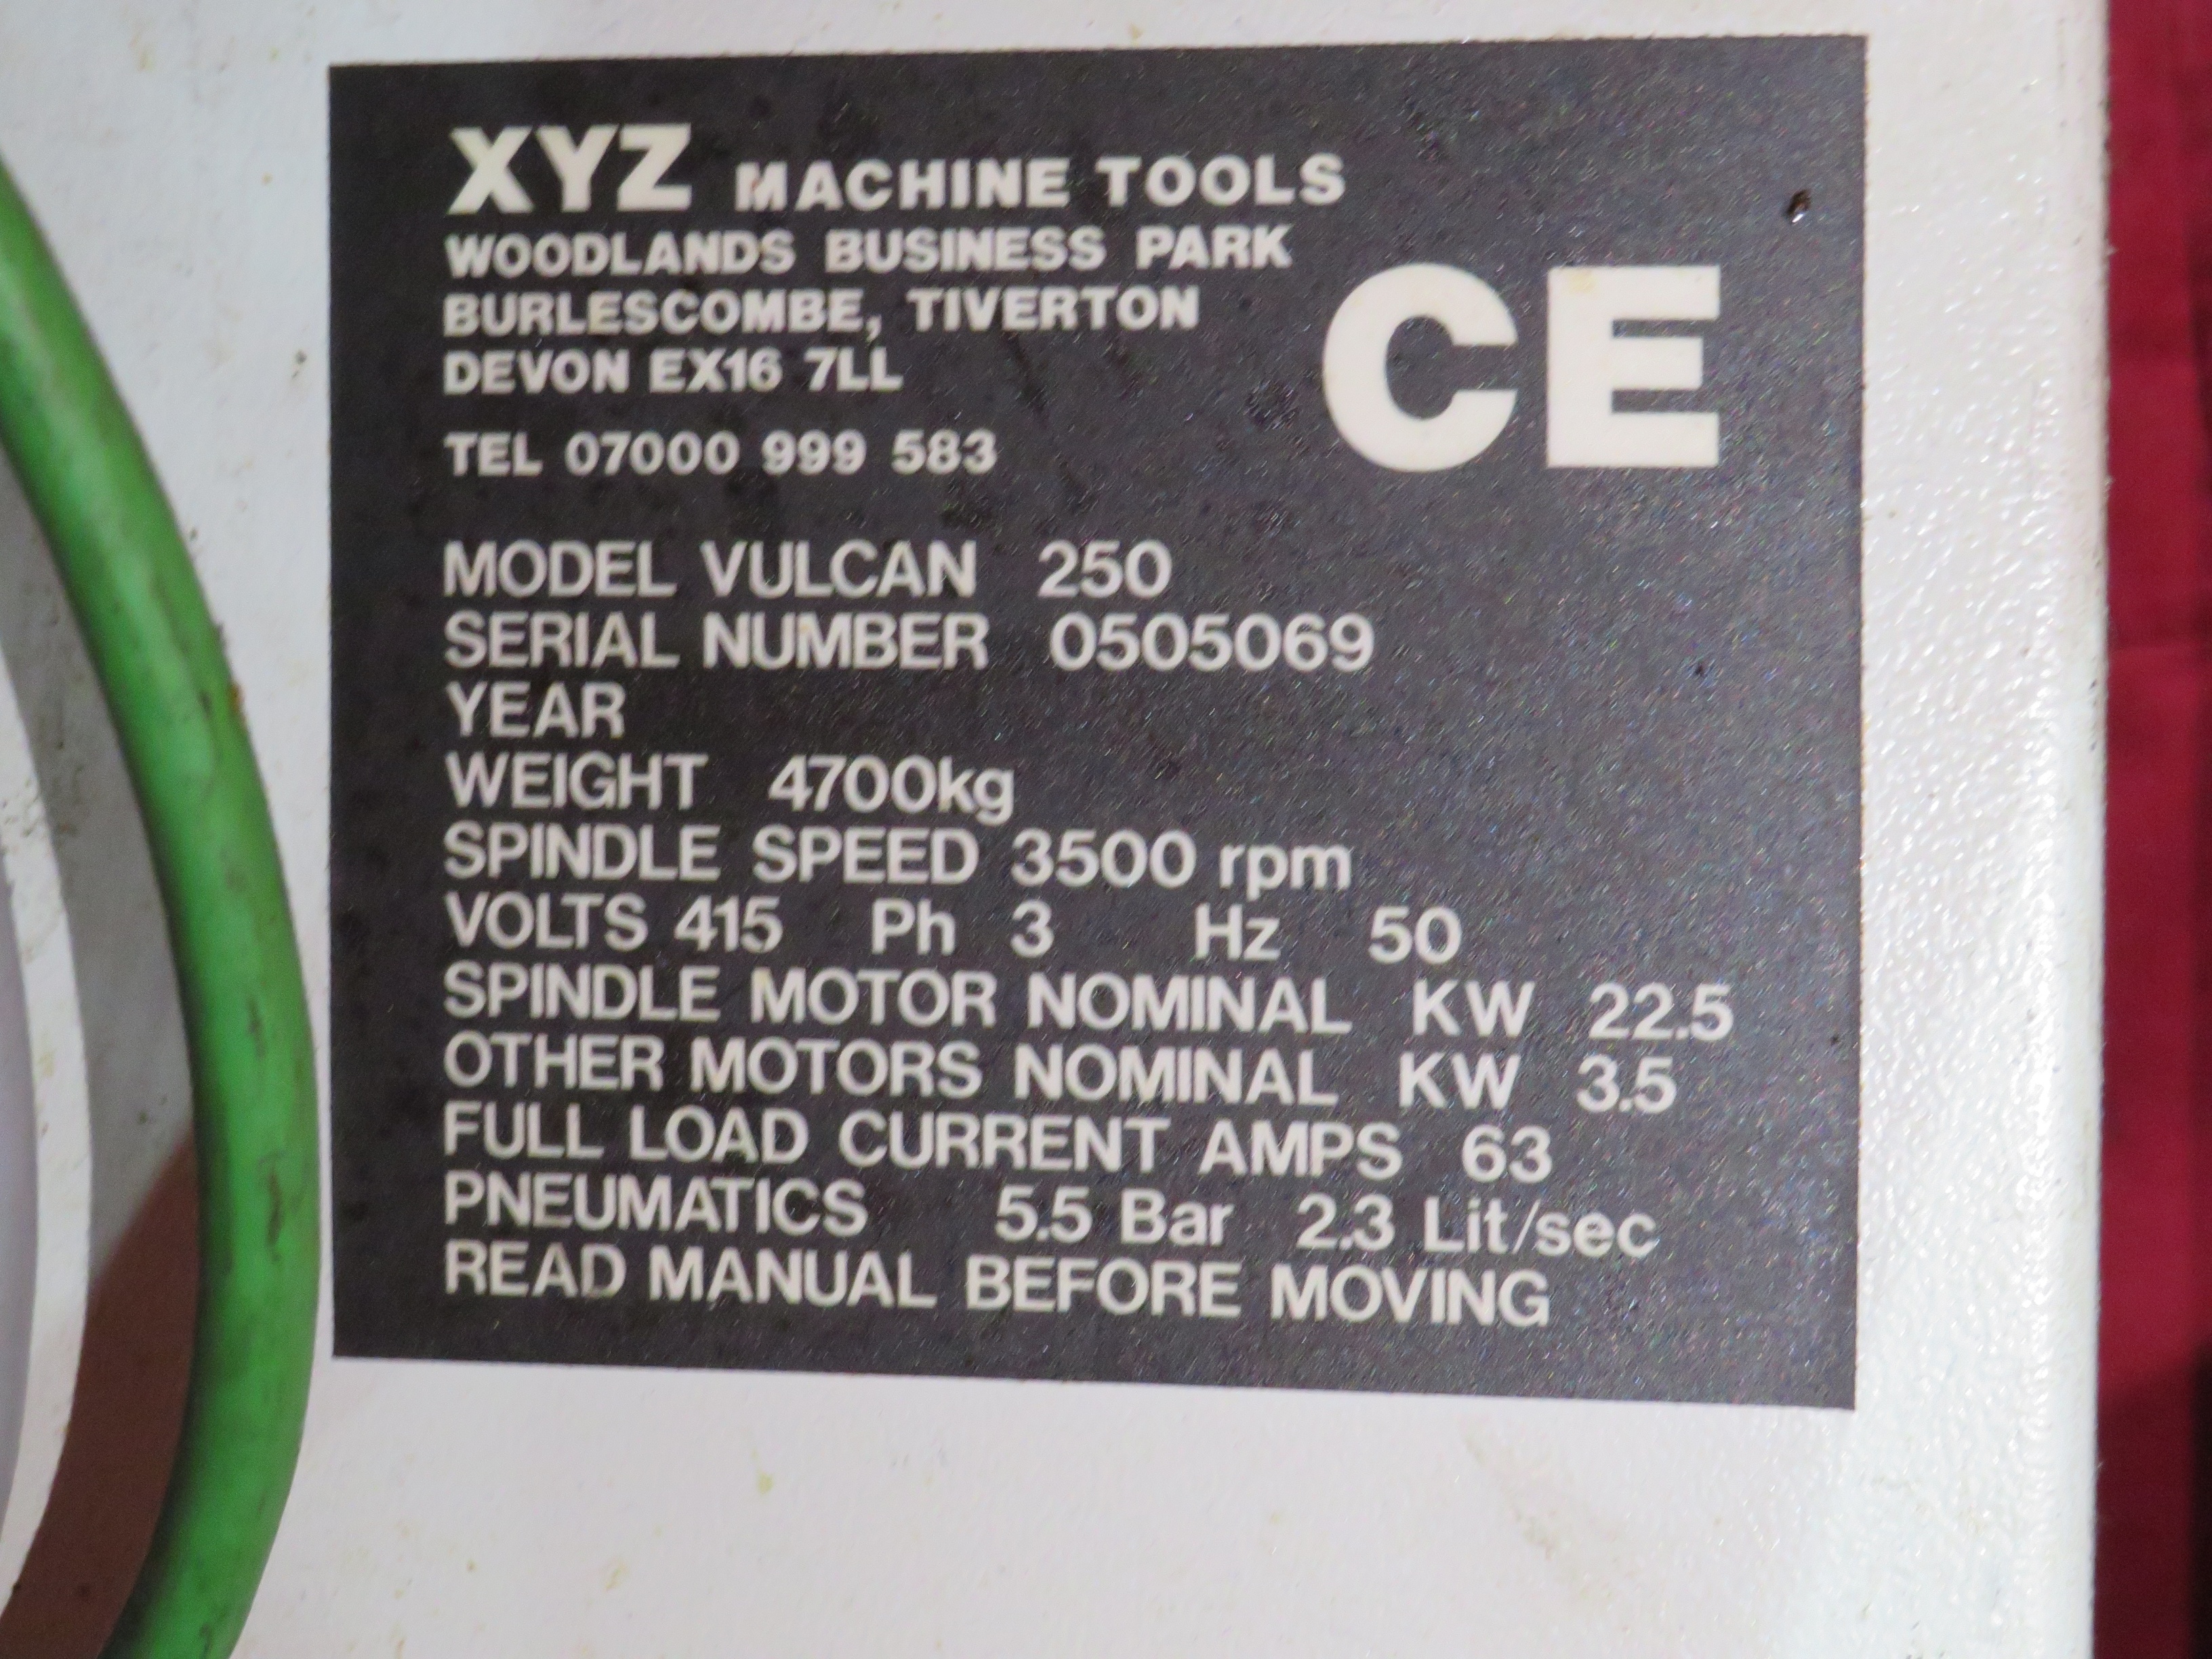 XYZ MACHINE TOOLS
WOODLANDS BUSINESS PARK
BURLESCOMBE, TIVERTON
DEVON EX16 7LL
TEL 07000 999 583
CE
MODEL VULCAN 250
SERIAL NUMBER 0505069
YEAR
WEIGHT 4700kg
SPINDLE SPEED 3500 rpm
VOLTS 415 Ph 3 Hz 50
SPINDLE MOTOR NOMINAL KW 22.5
OTHER MOTORS NOMINAL KW 3.5
FULL LOAD CURRENT AMPS 63
PNEUMATICS 5.5 Bar 2.3 Lit/sec
READ MANUAL BEFORE MOVING